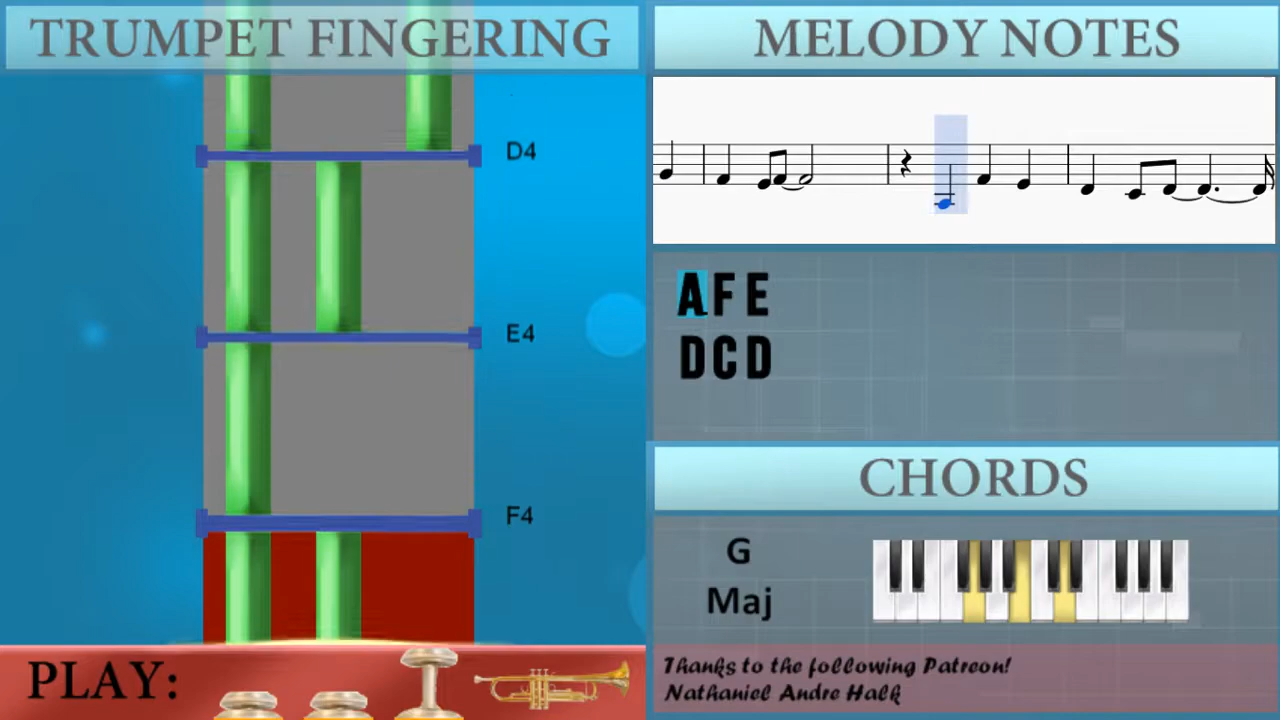 TRUMPET FINGERING
D4
E4
F4
PLAY:
MELODY NOTES
A F E
D C D
CHORDS
G
Maj
Thanks to the following Patreon!
Nathaniel Andre Halk